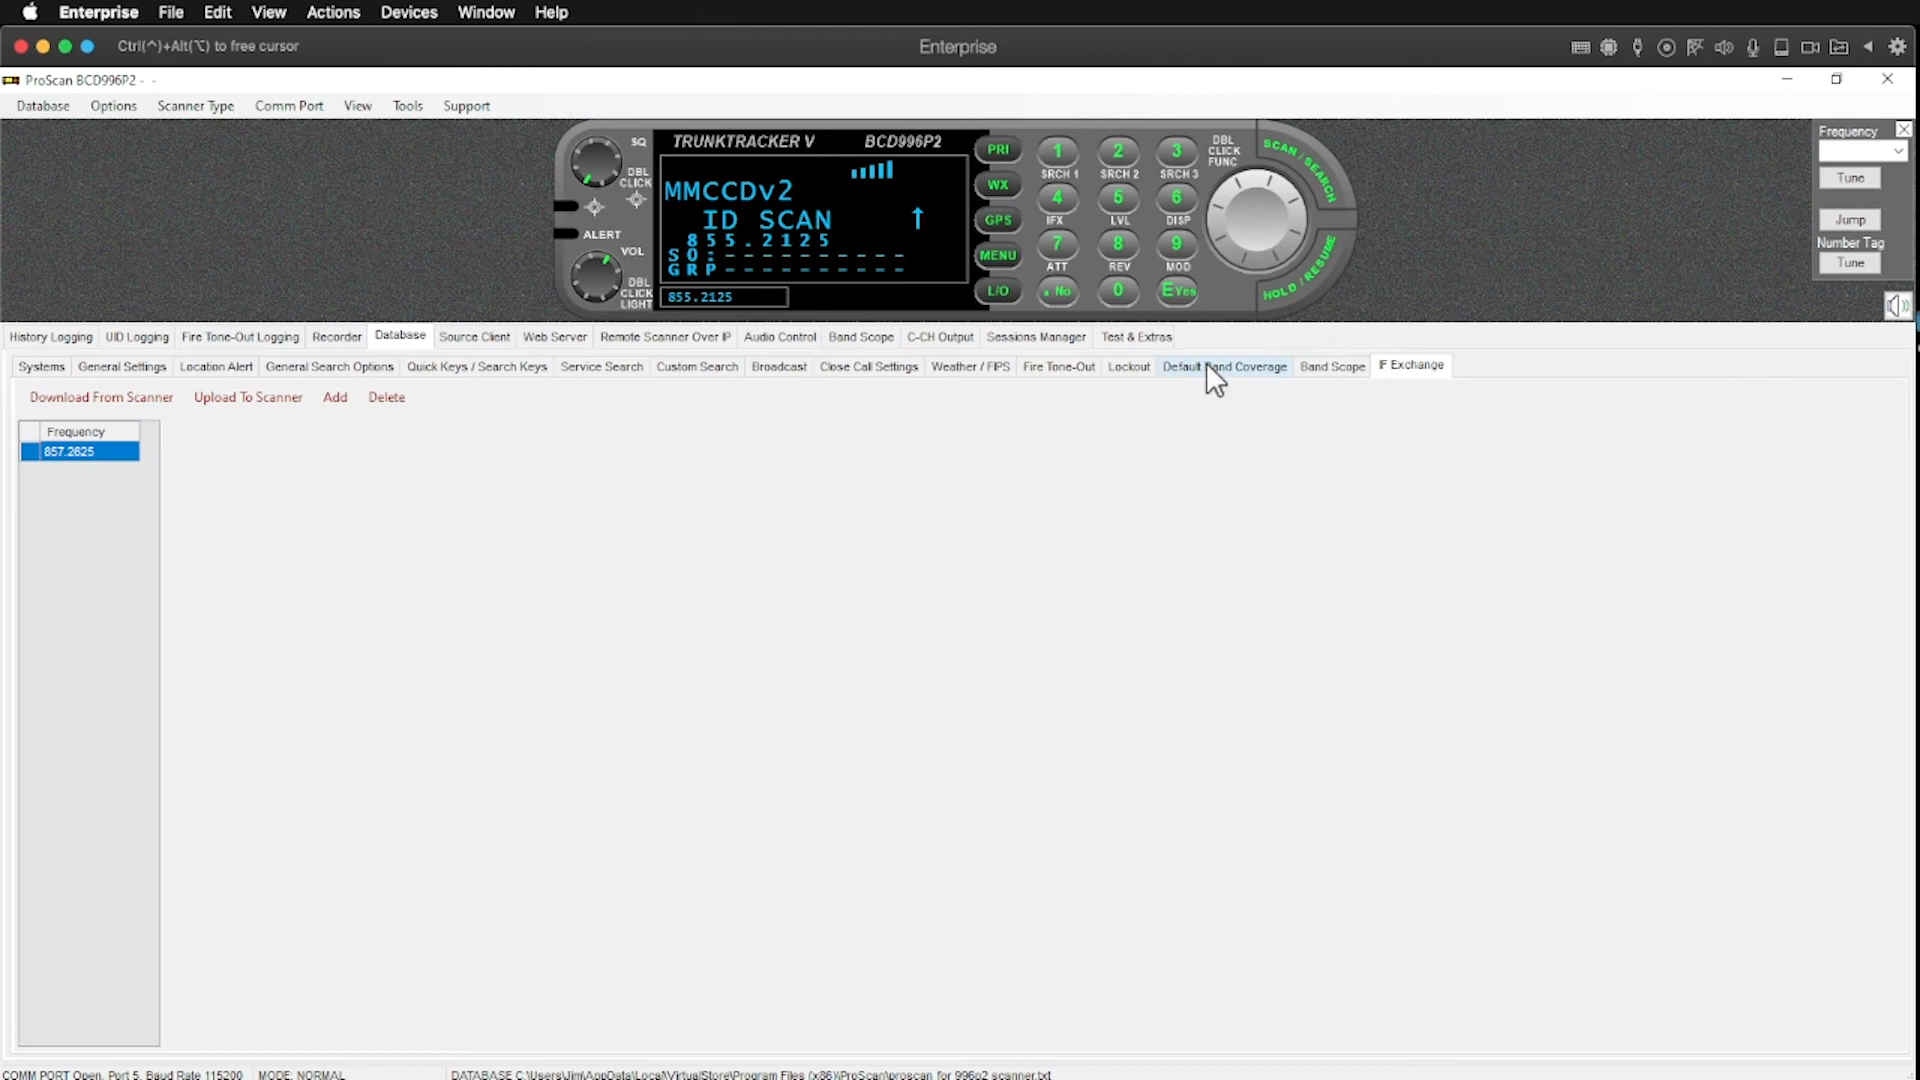 Enterprise File Edit View Actions Devices Window Help
Ctrl(^)+Alt(⌥) to free cursor
Enterprise
ProScan BCD996P2 - -
Database Options Scanner Type Comm Port View Tools Support
SQ
DBL CLICK
ALERT
VOL
DBL CLICK LIGHT
TRUNKTRACKER V BCD996P2
MMCCDv2
ID SCAN ↑
855.2125
S0:----------
GRP----------
855.2125
PRI
WX
GPS
MENU
L/O
1 2 3
SRCH 1 SRCH 2 SRCH 3
4 5 6
IFX LVL DISP
7 8 9
ATT REV MOD
. No 0 E Yes
DBL CLICK FUNC
SCAN / SEARCH
HOLD / RESUME
Frequency
Tune
Jump
Number Tag
Tune
History Logging UID Logging Fire Tone-Out Logging Recorder Database Source Client Web Server Remote Scanner Over IP Audio Control Band Scope C-CH Output Sessions Manager Test & Extras
Systems General Settings Location Alert General Search Options Quick Keys / Search Keys Service Search Custom Search Broadcast Close Call Settings Weather / FIPS Fire Tone-Out Lockout Default Band Coverage Band Scope IF Exchange
Download From Scanner Upload To Scanner Add Delete
Frequency
857.2625
COMM PORT Open, Port 5, Baud Rate 115200 MODE: NORMAL DATABASE C:\Users\Jim\AppData\Local\VirtualStore\Program Files (x86)\ProScan\proscan for 996p2 scanner.txt